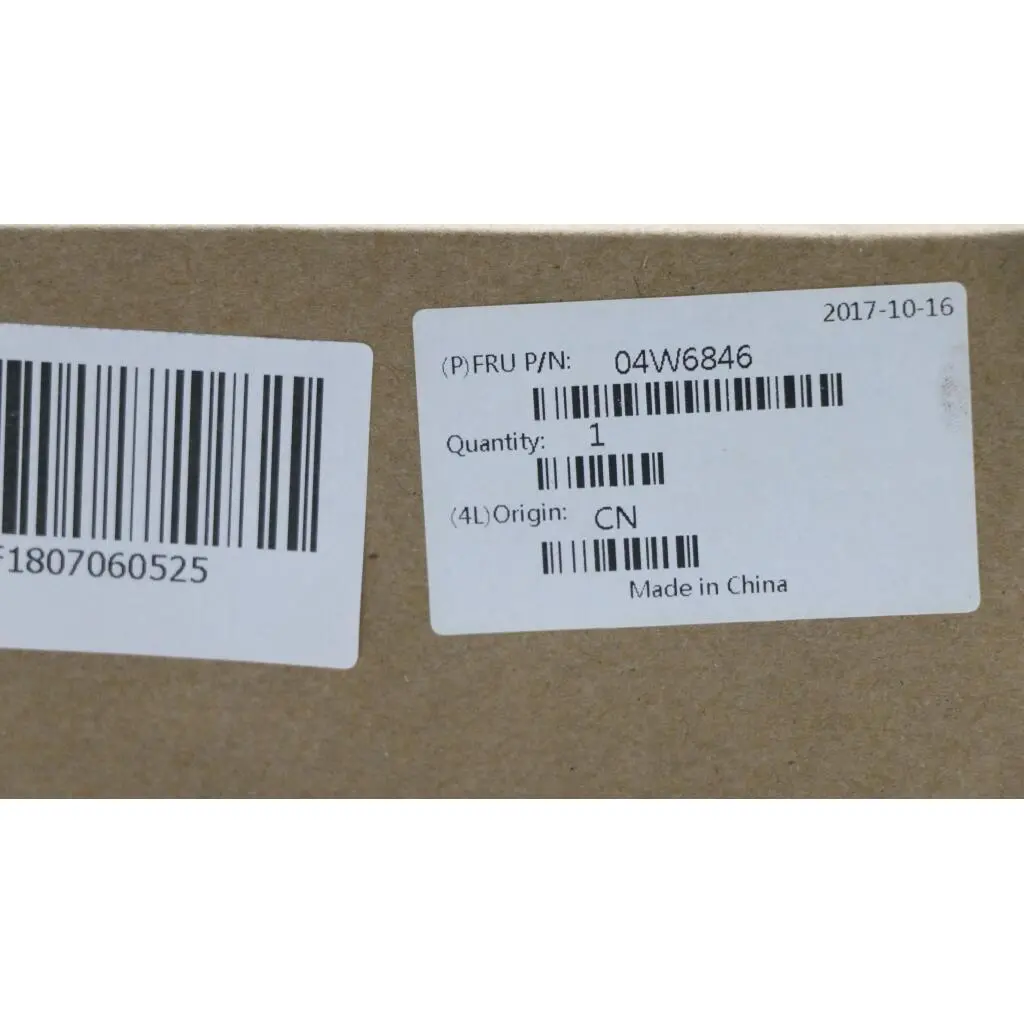 2017-10-16
(P)FRU P/N: 04W6846
Quantity: 1
(4L)Origin: CN
Made in China
F1807060525